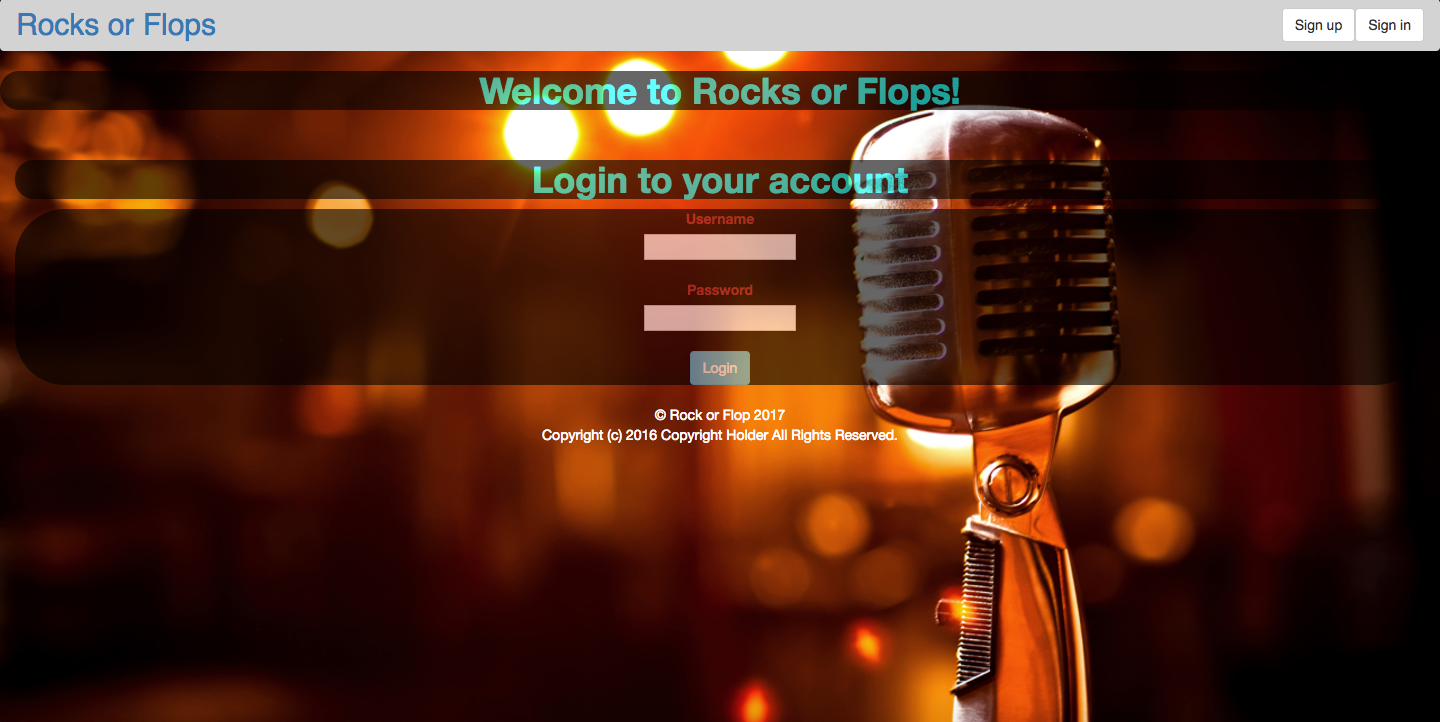 Rocks or Flops
Sign up
Sign in
Welcome to Rocks or Flops!
Login to your account
Username
Password
Login
© Rock or Flop 2017
Copyright (c) 2016 Copyright Holder All Rights Reserved.